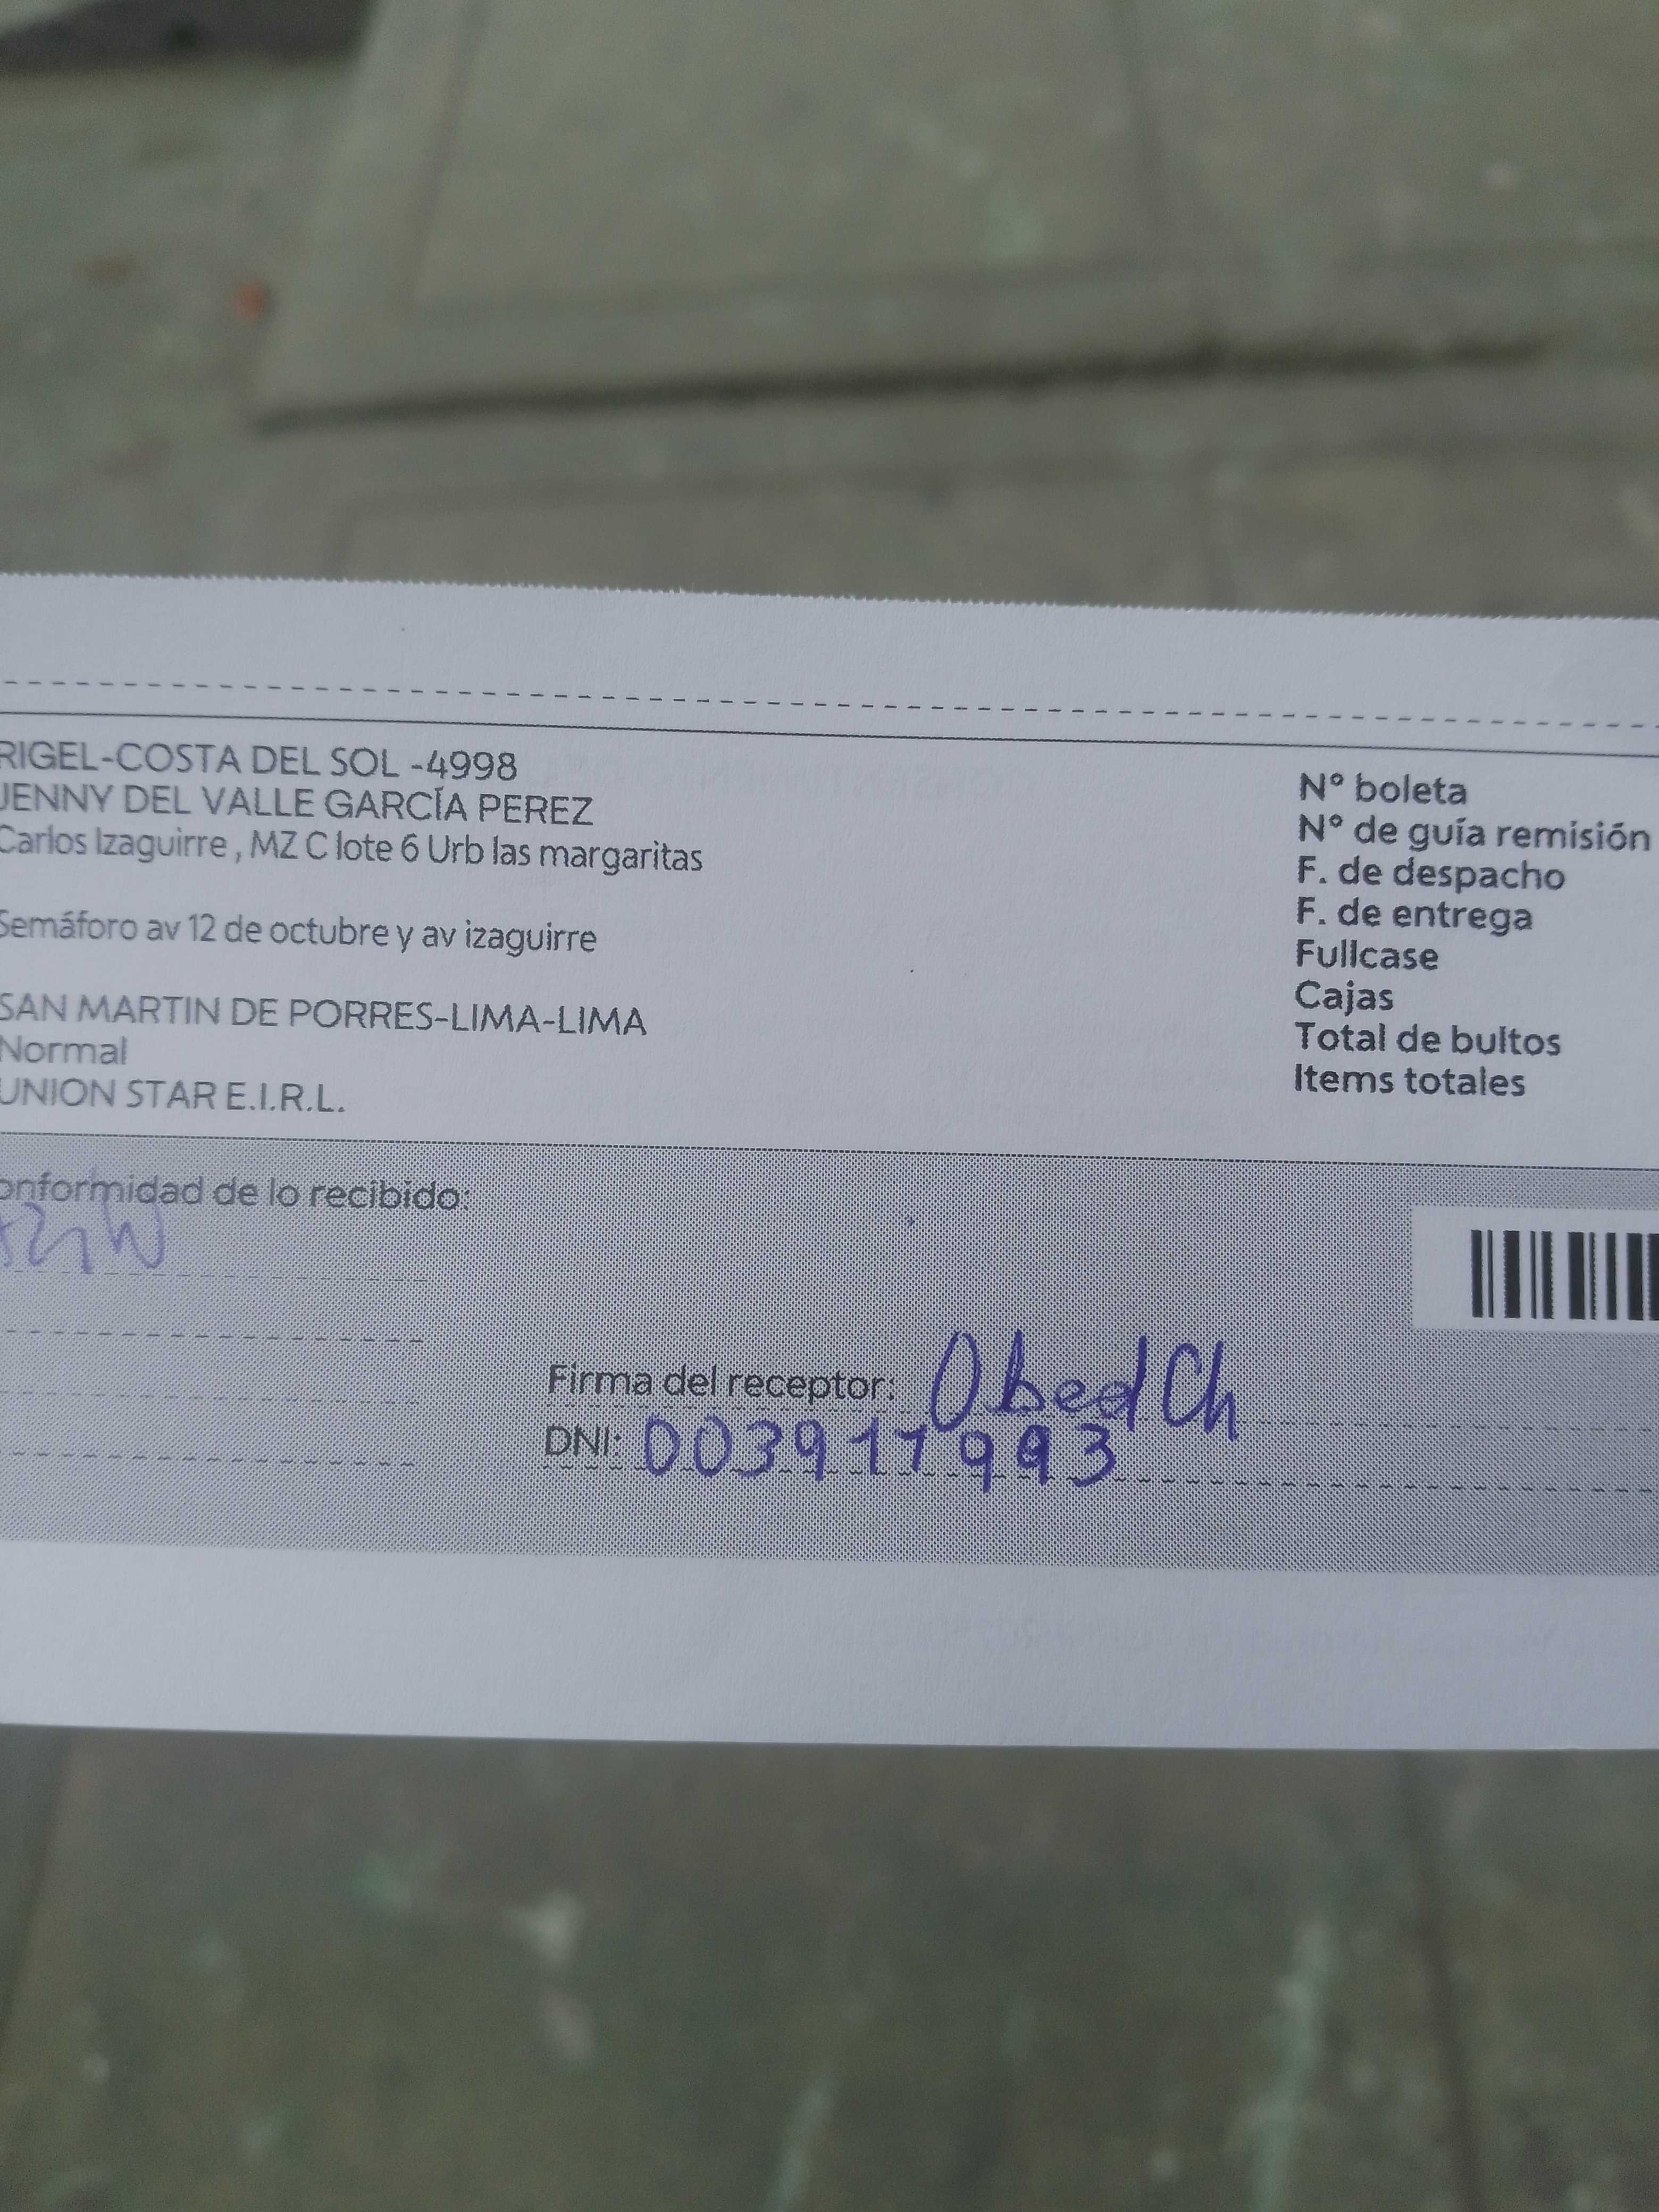 RIGEL-COSTA DEL SOL -4998
JENNY DEL VALLE GARCÍA PEREZ
Carlos Izaguirre, MZ C lote 6 Urb las margaritas
Semáforo av 12 de octubre y av izaguirre
SAN MARTIN DE PORRES-LIMA-LIMA
Normal
UNION STAR E.I.R.L.
Nº boleta
Nº de guía remisión
F. de despacho
F. de entrega
Fullcase
Cajas
Total de bultos
Items totales
onformidad de lo recibido:
Firma del receptor: Obed Ch
DNI: 003911993